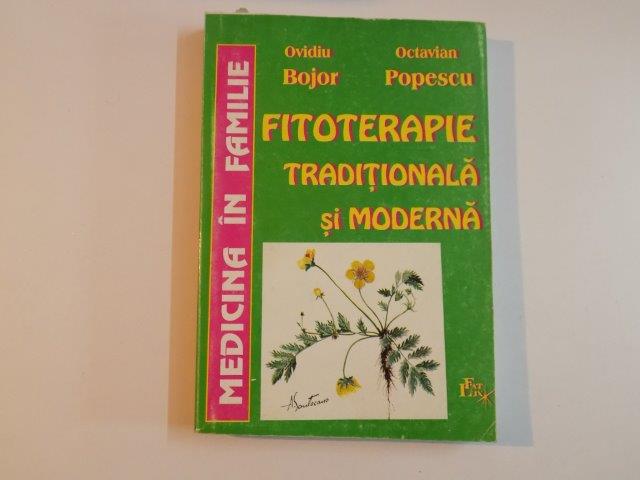 Ovidiu Octavian
Bojor Popescu
FITOTERAPIE
TRADIȚIONALĂ
și MODERNĂ
MEDICINA ÎN FAMILIE